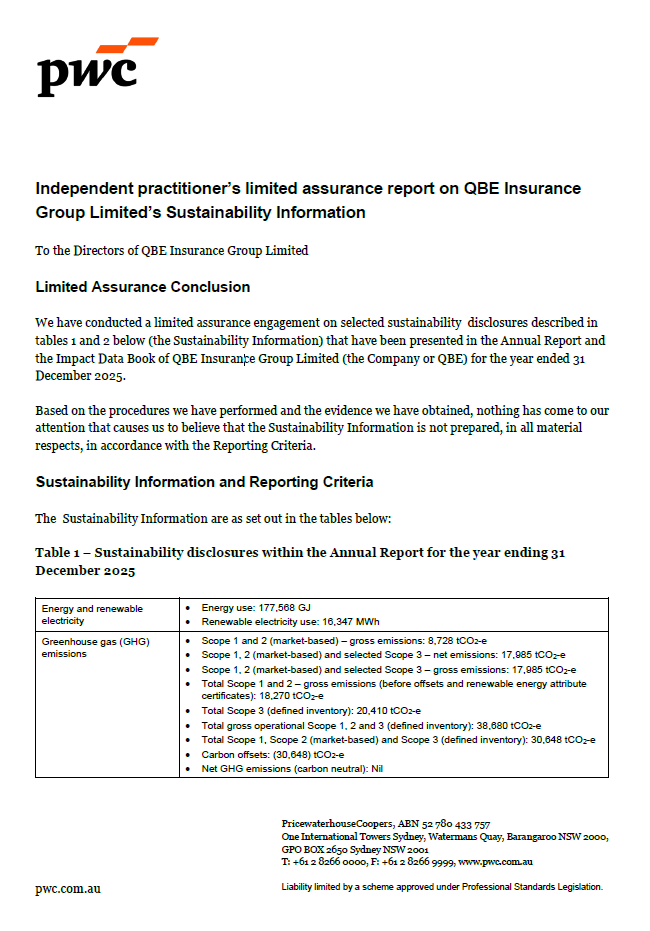 pwc
Independent practitioner's limited assurance report on QBE Insurance
Group Limited's Sustainability Information
To the Directors of QBE Insurance Group Limited
Limited Assurance Conclusion
We have conducted a limited assurance engagement on selected sustainability  disclosures described in
tables 1 and 2 below (the Sustainability Information) that have been presented in the Annual Report and
the Impact Data Book of QBE Insurance Group Limited (the Company or QBE) for the year ended 31
December 2025.
Based on the procedures we have performed and the evidence we have obtained, nothing has come to our
attention that causes us to believe that the Sustainability Information is not prepared, in all material
respects, in accordance with the Reporting Criteria.
Sustainability Information and Reporting Criteria
The  Sustainability Information are as set out in the tables below:
Table 1 – Sustainability disclosures within the Annual Report for the year ending 31
December 2025
Energy and renewable
electricity
• Energy use: 177,568 GJ
• Renewable electricity use: 16,347 MWh
Greenhouse gas (GHG)
emissions
• Scope 1 and 2 (market-based) – gross emissions: 8,728 tCO2-e
• Scope 1, 2 (market-based) and selected Scope 3 – net emissions: 17,985 tCO2-e
• Scope 1, 2 (market-based) and selected Scope 3 – gross emissions: 17,985 tCO2-e
• Total Scope 1 and 2 – gross emissions (before offsets and renewable energy attribute
certificates): 18,270 tCO2-e
• Total Scope 3 (defined inventory): 20,410 tCO2-e
• Total gross operational Scope 1, 2 and 3 (defined inventory): 38,680 tCO2-e
• Total Scope 1, Scope 2 (market-based) and Scope 3 (defined inventory): 30,648 tCO2-e
• Carbon offsets: (30,648) tCO2-e
• Net GHG emissions (carbon neutral): Nil
PricewaterhouseCoopers, ABN 52 780 433 757
One International Towers Sydney, Watermans Quay, Barangaroo NSW 2000,
GPO BOX 2650 Sydney NSW 2001
T: +61 2 8266 0000, F: +61 2 8266 9999, www.pwc.com.au
pwc.com.au
Liability limited by a scheme approved under Professional Standards Legislation.